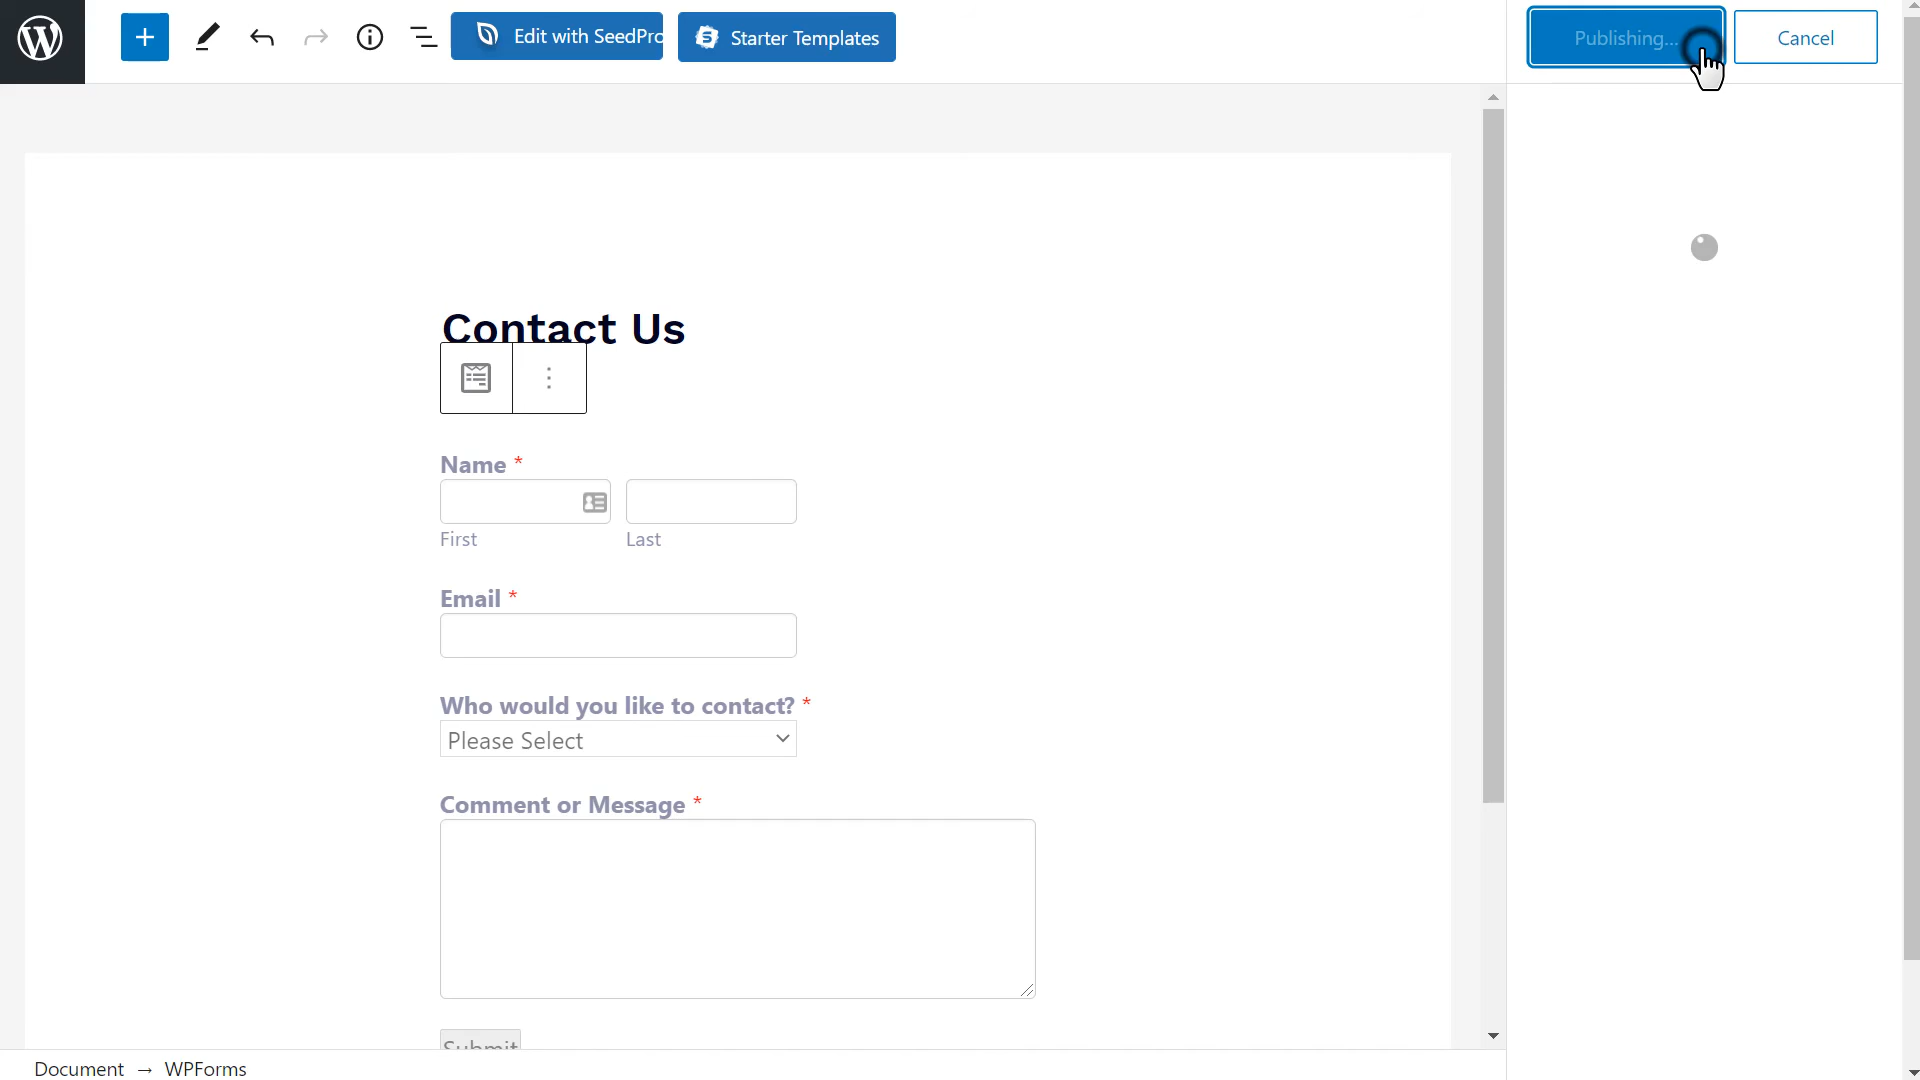 Edit with SeedPro
Starter Templates
Publishing...
Cancel
Contact Us
Name *
First
Last
Email *
Who would you like to contact? *
Please Select
Comment or Message *
Submit
Document → WPForms